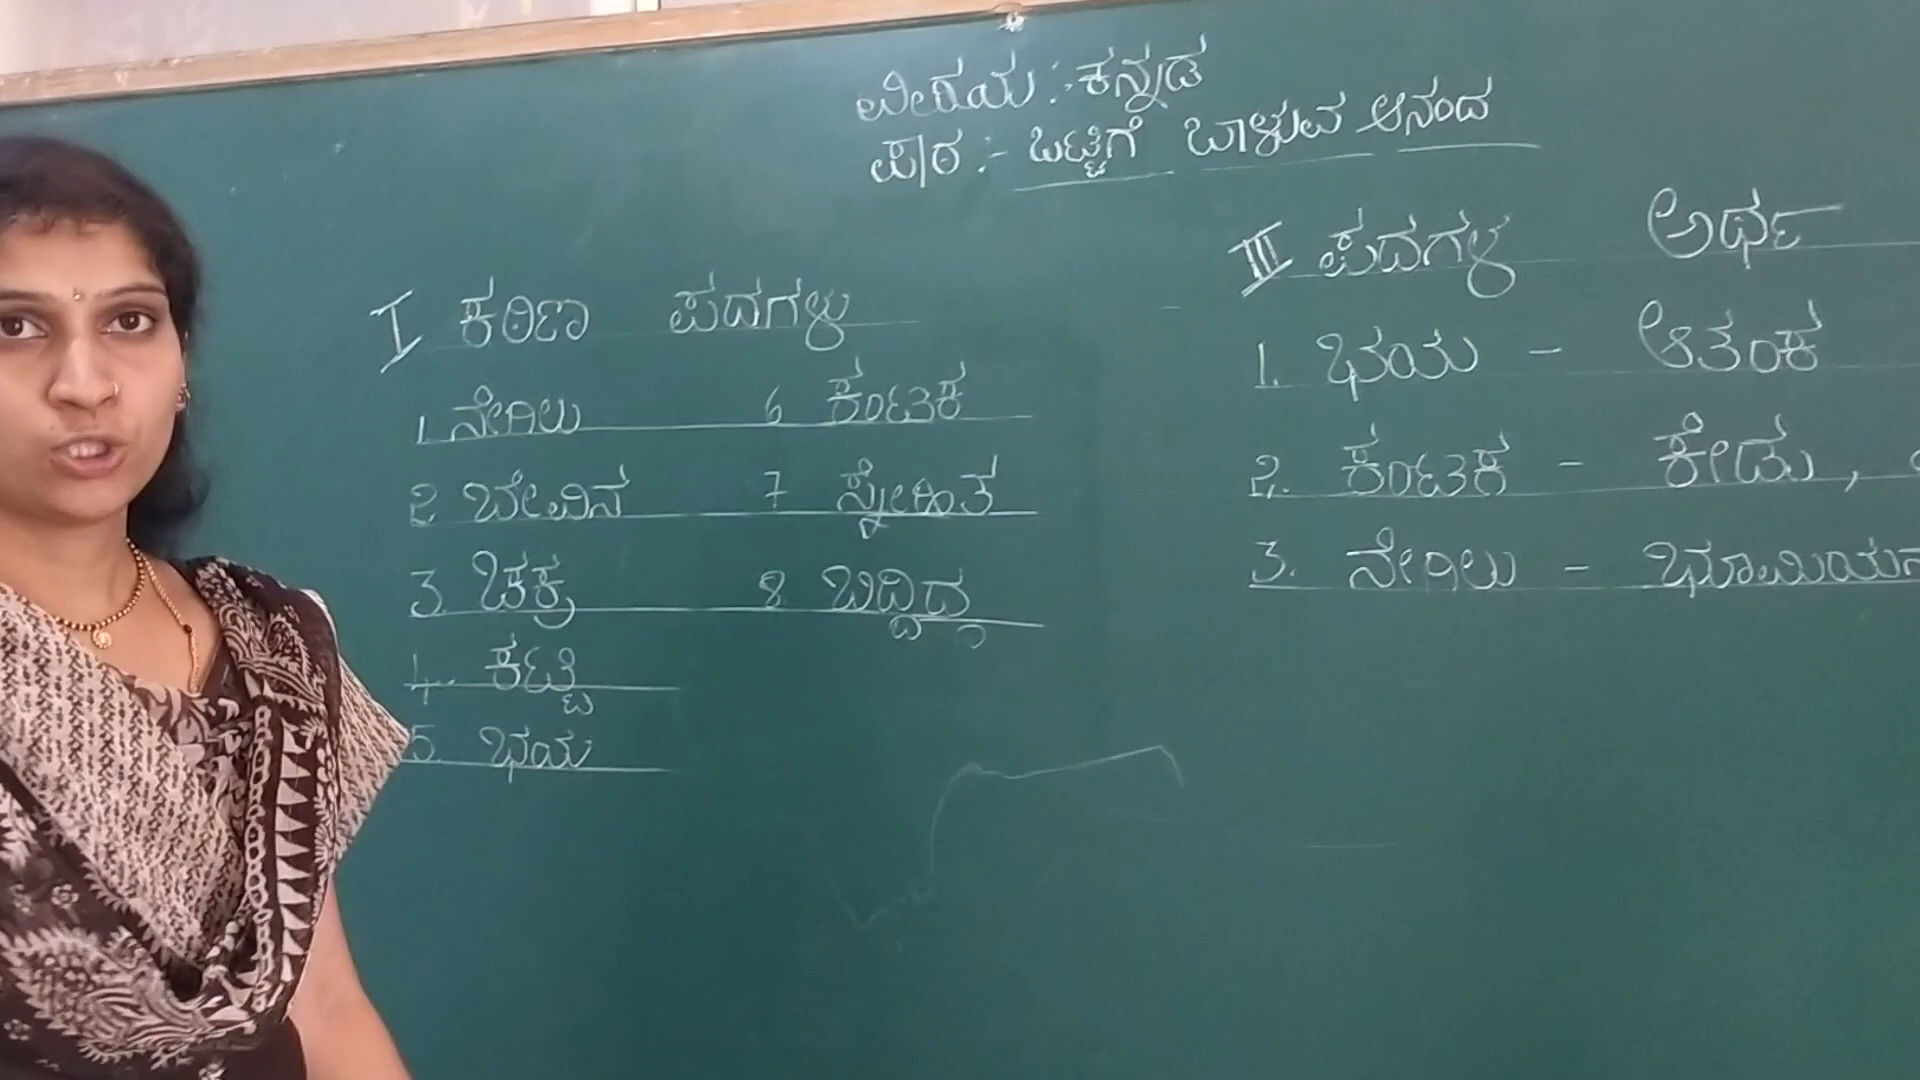 ವಿಷಯ :- ಕನ್ನಡ
ಪಾಠ :- ಒಟ್ಟಿಗೆ ಬಾಳುವ ಆನಂದ
I ಕಠಿಣ ಪದಗಳು
1. ನೇಗಿಲು
2. ಬೇವಿನ
3. ಚಕ್ರ
4. ಕಟ್ಟಿ
5. ಭಯ
6 ಕಂಟಕ
7 ಸ್ನೇಹಿತ
8 ಬಿದ್ದಿದ್ದ
III ಪದಗಳ ಅರ್ಥ
1. ಭಯ - ಆತಂಕ
2. ಕಂಟಕ - ಕೇಡು,
3. ನೇಗಿಲು - ಭೂಮಿಯನ